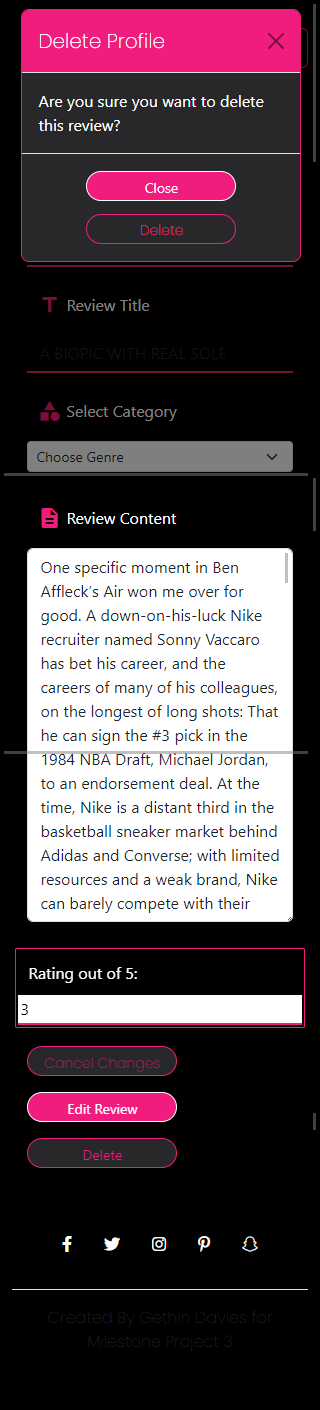 Delete Profile
Are you sure you want to delete
this review?
Close
Delete
Review Title
A BIOPIC WITH REAL SOLE
Select Category
Choose Genre
Review Content
One specific moment in Ben
Affleck's Air won me over for
good. A down-on-his-luck Nike
recruiter named Sonny Vaccaro
has bet his career, and the
careers of many of his colleagues,
on the longest of long shots: That
he can sign the #3 pick in the
1984 NBA Draft, Michael Jordan,
to an endorsement deal. At the
time, Nike is a distant third in the
basketball sneaker market behind
Adidas and Converse; with limited
resources and a weak brand, Nike
can barely compete with their
Rating out of 5:
3
Cancel Changes
Edit Review
Delete
Created By Gethin Davies for
Milestone Project 3